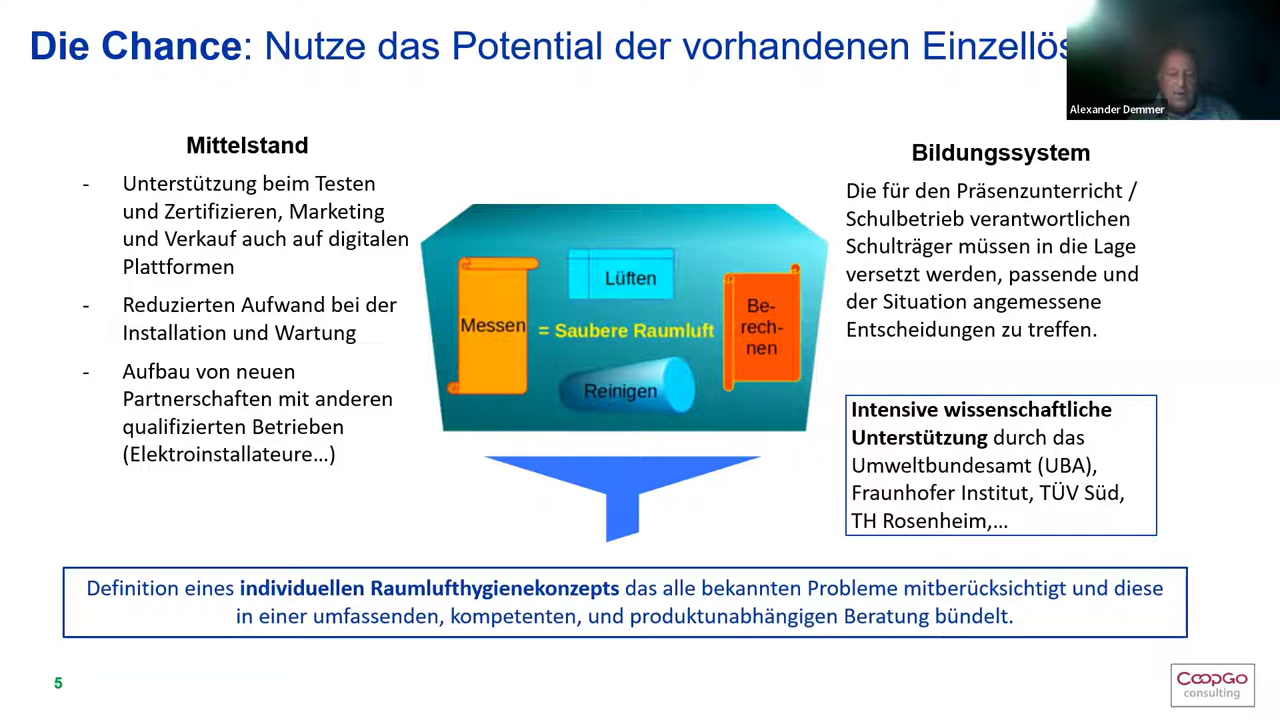 Die Chance: Nutze das Potential der vorhandenen Einzellös
Alexander Demmer
Mittelstand
- Unterstützung beim Testen
und Zertifizieren, Marketing
und Verkauf auch auf digitalen
Plattformen
- Reduzierten Aufwand bei der
Installation und Wartung
- Aufbau von neuen
Partnerschaften mit anderen
qualifizierten Betrieben
(Elektroinstallateure…)
Messen
Lüften
= Saubere Raumluft
Reinigen
Be-
rech-
nen
Bildungssystem
Die für den Präsenzunterricht /
Schulbetrieb verantwortlichen
Schulträger müssen in die Lage
versetzt werden, passende und
der Situation angemessene
Entscheidungen zu treffen.
Intensive wissenschaftliche
Unterstützung durch das
Umweltbundesamt (UBA),
Fraunhofer Institut, TÜV Süd,
TH Rosenheim,…
Definition eines individuellen Raumlufthygienekonzepts das alle bekannten Probleme mitberücksichtigt und diese
in einer umfassenden, kompetenten, und produktunabhängigen Beratung bündelt.
5
CoopGo
consulting